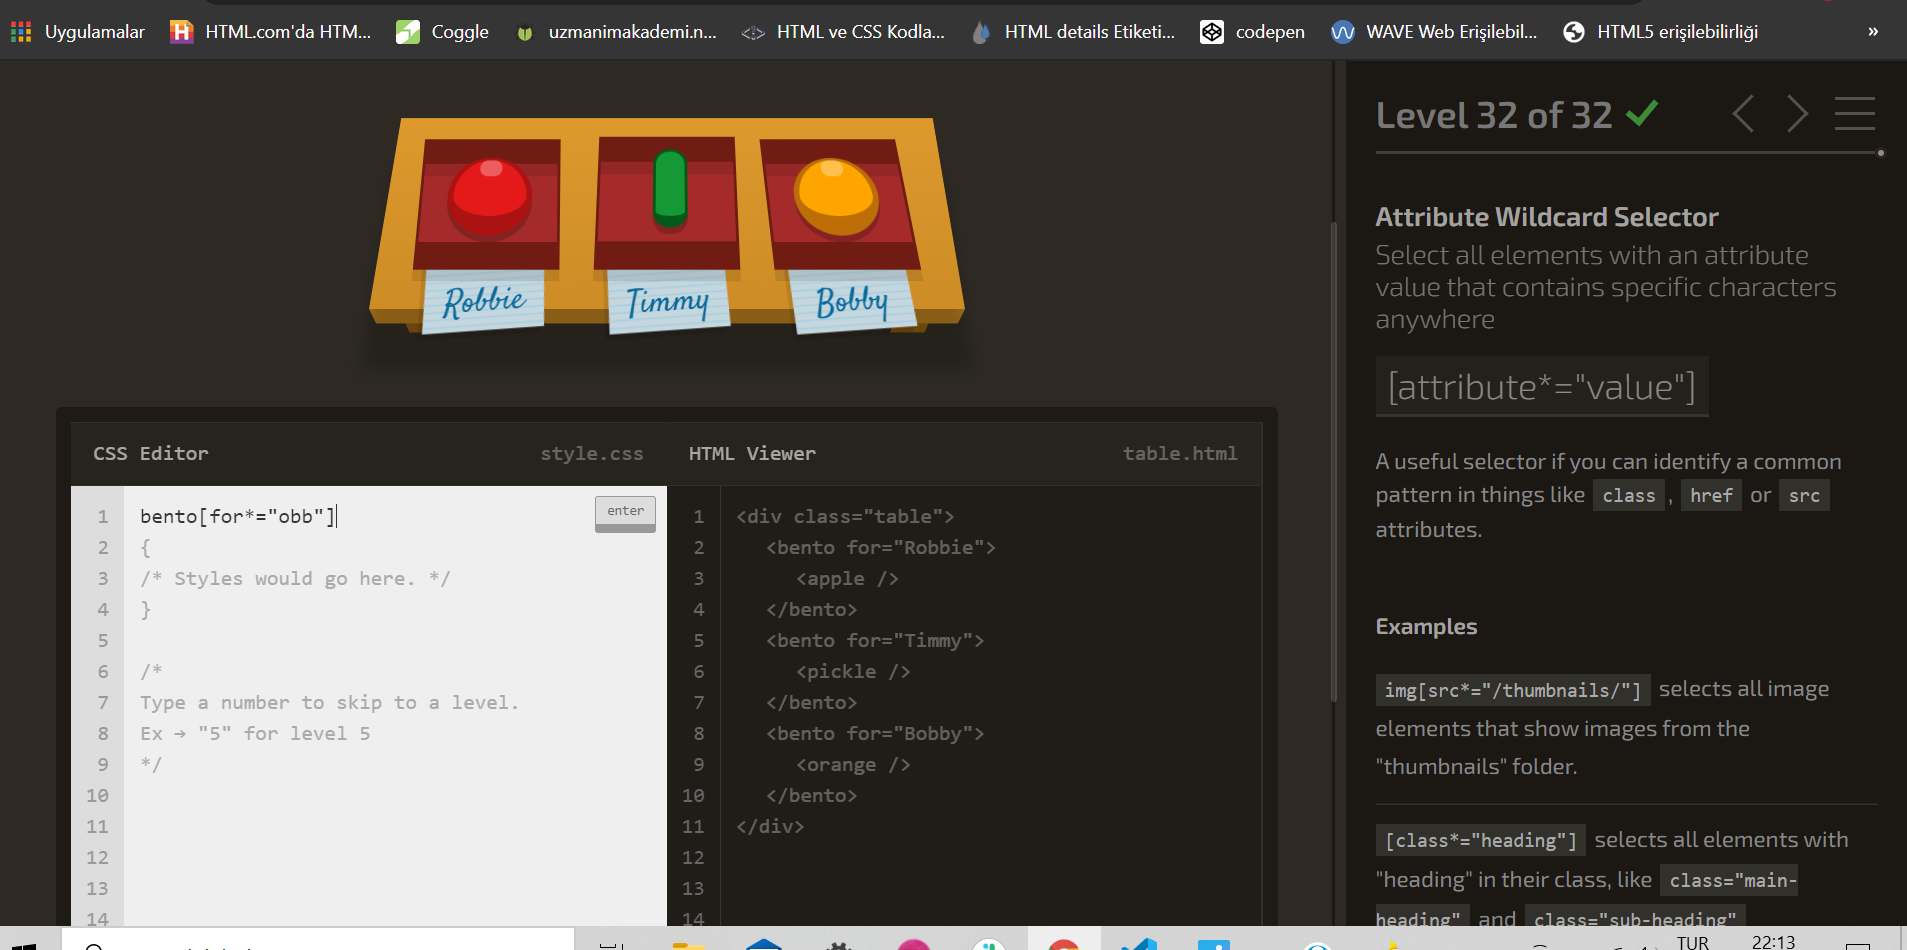 Uygulamalar HTML.com'da HTM... Coggle uzmanimakademi.n... HTML ve CSS Kodla... HTML details Etiketi... codepen WAVE Web Erişilebil... HTML5 erişilebilirliği »
Robbie Timmy Bobby
CSS Editor style.css
1 bento[for*="obb"]
enter
2 {
3 /* Styles would go here. */
4 }
5
6 /*
7 Type a number to skip to a level.
8 Ex → "5" for level 5
9 */
10
11
12
13
14
HTML Viewer table.html
1 <div class="table">
2 <bento for="Robbie">
3 <apple />
4 </bento>
5 <bento for="Timmy">
6 <pickle />
7 </bento>
8 <bento for="Bobby">
9 <orange />
10 </bento>
11 </div>
12
13
14
Level 32 of 32
Attribute Wildcard Selector
Select all elements with an attribute
value that contains specific characters
anywhere
[attribute*="value"]
A useful selector if you can identify a common
pattern in things like class , href or src
attributes.
Examples
img[src*="/thumbnails/"] selects all image
elements that show images from the
"thumbnails" folder.
[class*="heading"] selects all elements with
"heading" in their class, like class="main-
heading" and class="sub-heading"
TUR 22:13